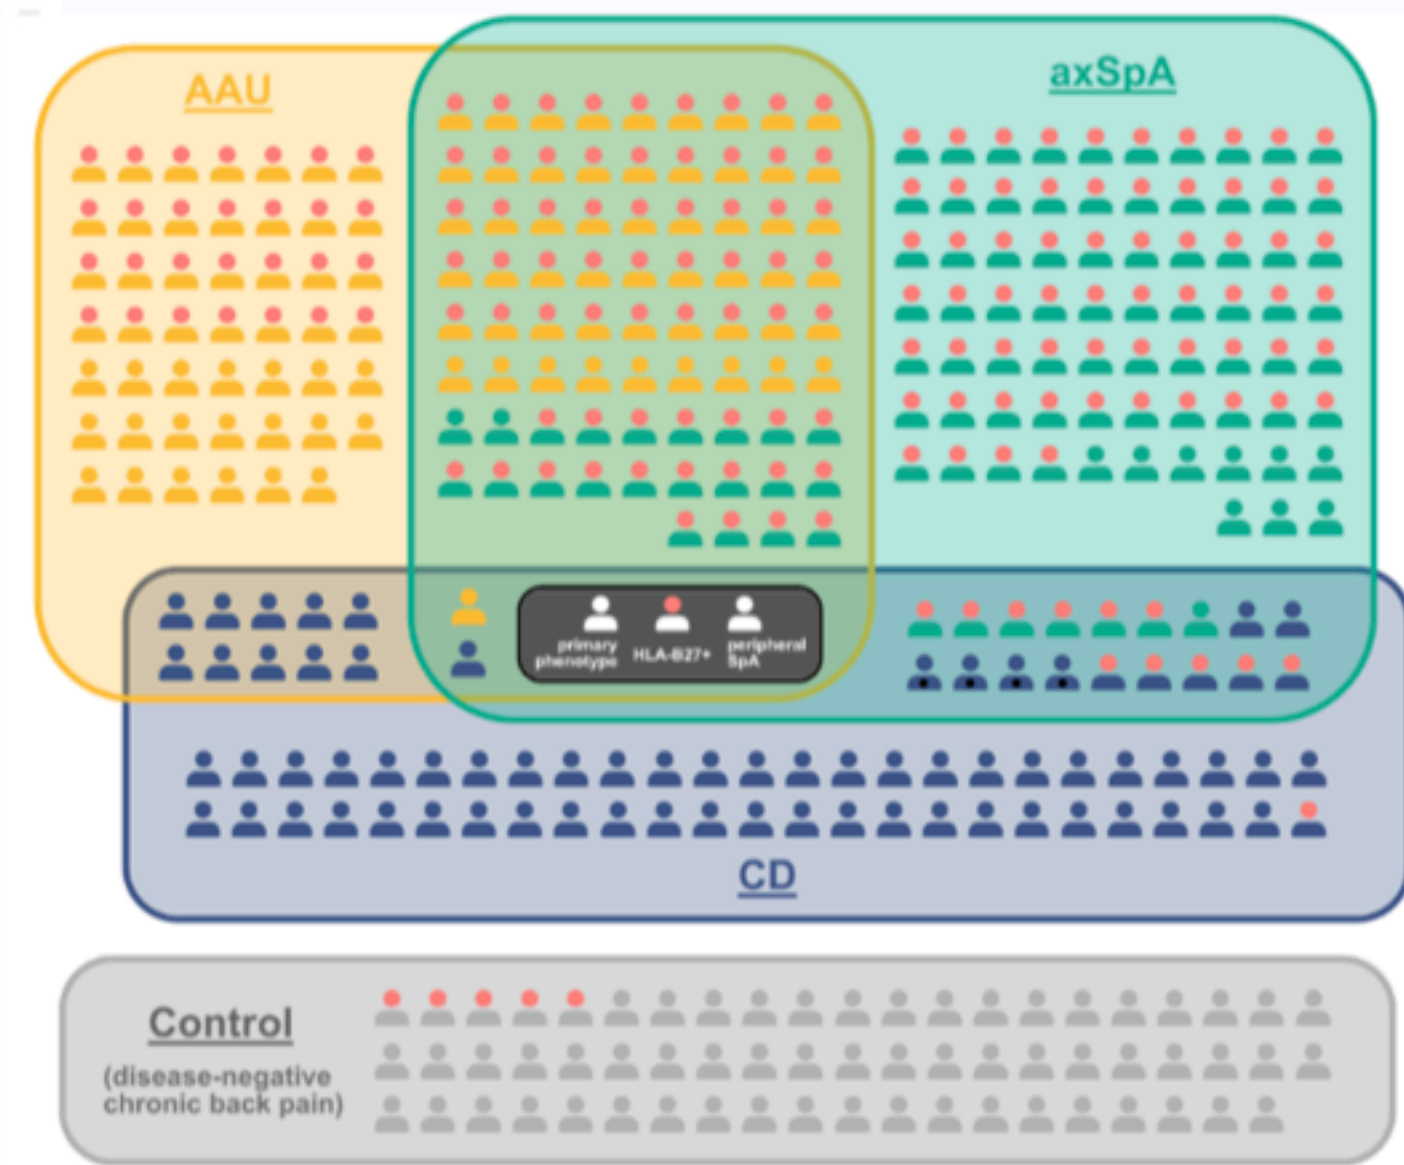 AAU
axSpA
primary
phenotype
HLA-B27+
peripheral
SpA
CD
Control
(disease-negative
chronic back pain)